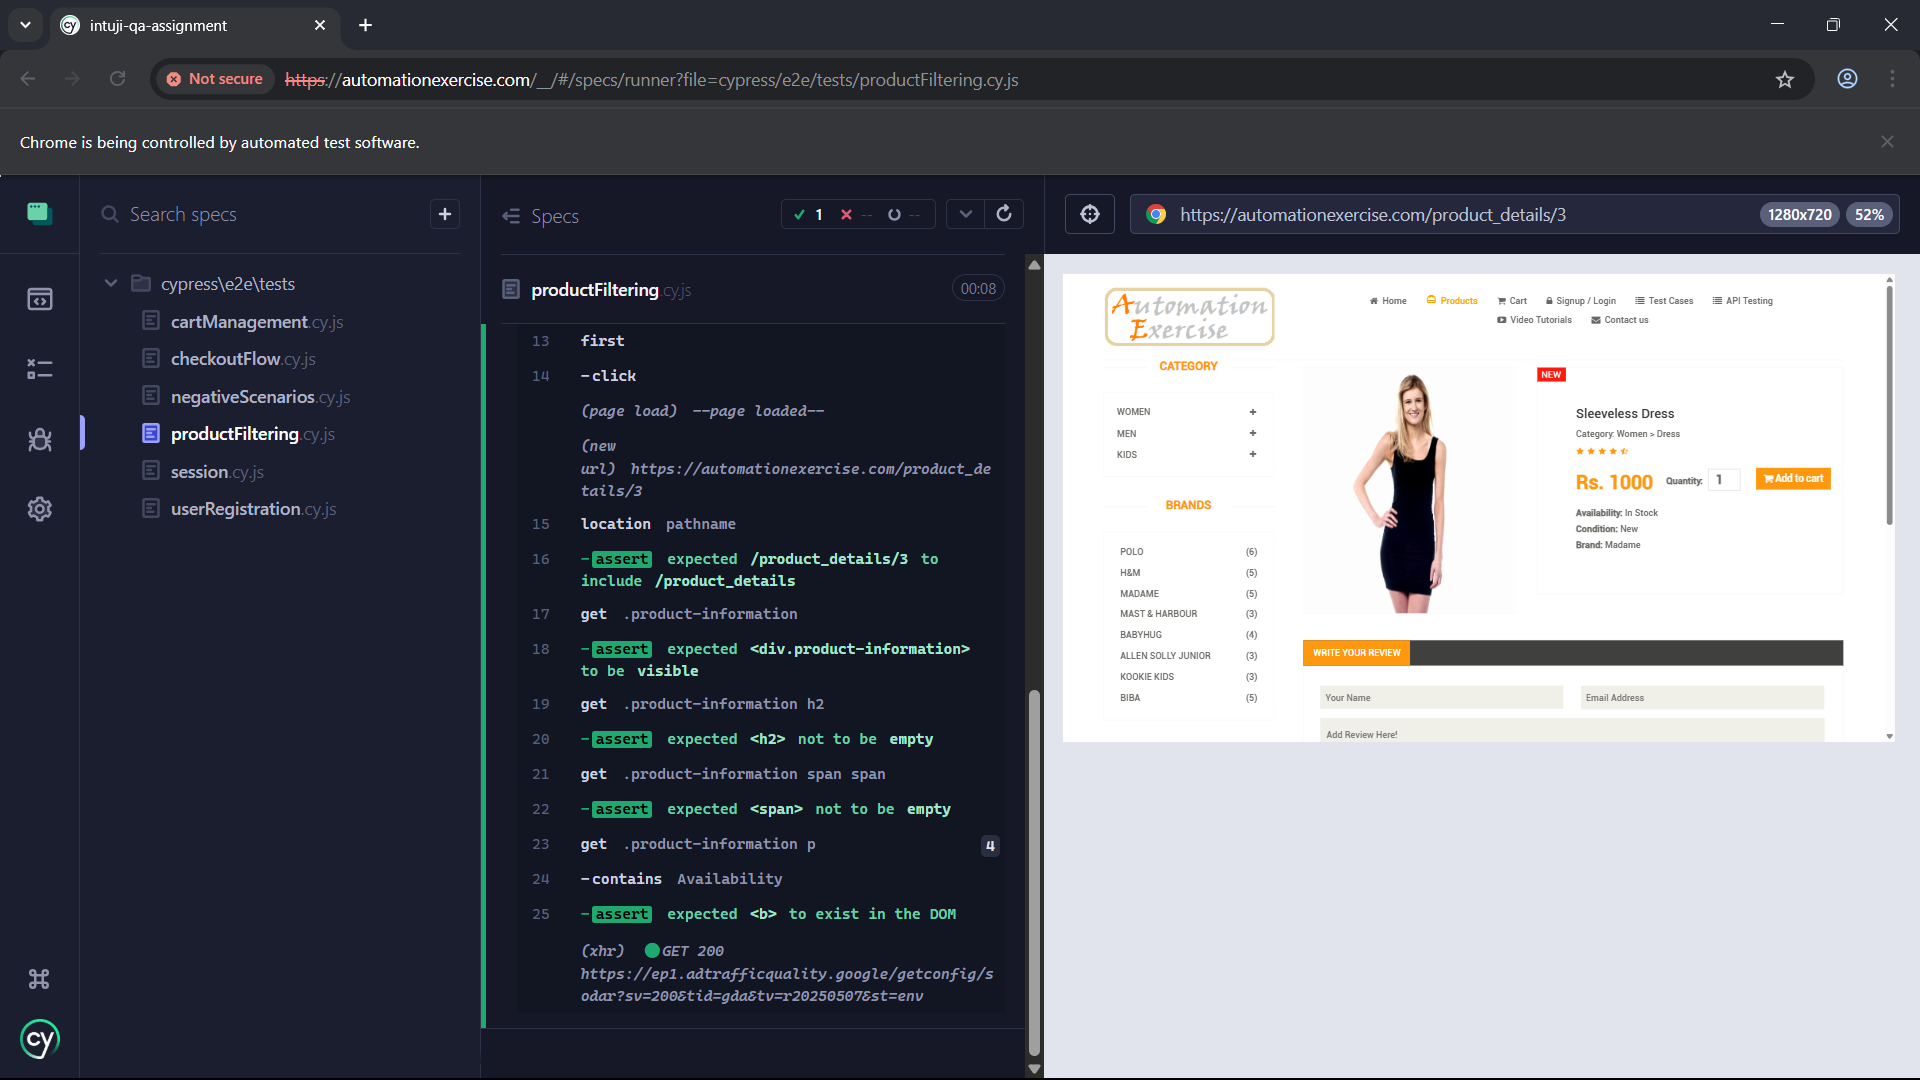 cy intuji-qa-assignment
Not secure https://automationexercise.com/__/#/specs/runner?file=cypress/e2e/tests/productFiltering.cy.js
Chrome is being controlled by automated test software.
Search specs
cypress\e2e\tests
cartManagement.cy.js
checkoutFlow.cy.js
negativeScenarios.cy.js
productFiltering.cy.js
session.cy.js
userRegistration.cy.js
cy
Specs
1 -- --
productFiltering.cy.js 00:08
13 first
14 -click
(page load) --page loaded--
(new
url) https://automationexercise.com/product_de
tails/3
15 location pathname
16 -assert expected /product_details/3 to
include /product_details
17 get .product-information
18 -assert expected <div.product-information>
to be visible
19 get .product-information h2
20 -assert expected <h2> not to be empty
21 get .product-information span span
22 -assert expected <span> not to be empty
23 get .product-information p 4
24 -contains Availability
25 -assert expected <b> to exist in the DOM
(xhr) GET 200
https://ep1.adtrafficquality.google/getconfig/s
odar?sv=200&tid=gda&tv=r20250507&st=env
https://automationexercise.com/product_details/3 1280x720 52%
Automation
Exercise
Home Products Cart Signup / Login Test Cases API Testing
Video Tutorials Contact us
CATEGORY
WOMEN +
MEN +
KIDS +
BRANDS
POLO (6)
H&M (5)
MADAME (5)
MAST & HARBOUR (3)
BABYHUG (4)
ALLEN SOLLY JUNIOR (3)
KOOKIE KIDS (3)
BIBA (5)
NEW
Sleeveless Dress
Category: Women > Dress
Rs. 1000 Quantity: 1 Add to cart
Availability: In Stock
Condition: New
Brand: Madame
WRITE YOUR REVIEW
Your Name Email Address
Add Review Here!